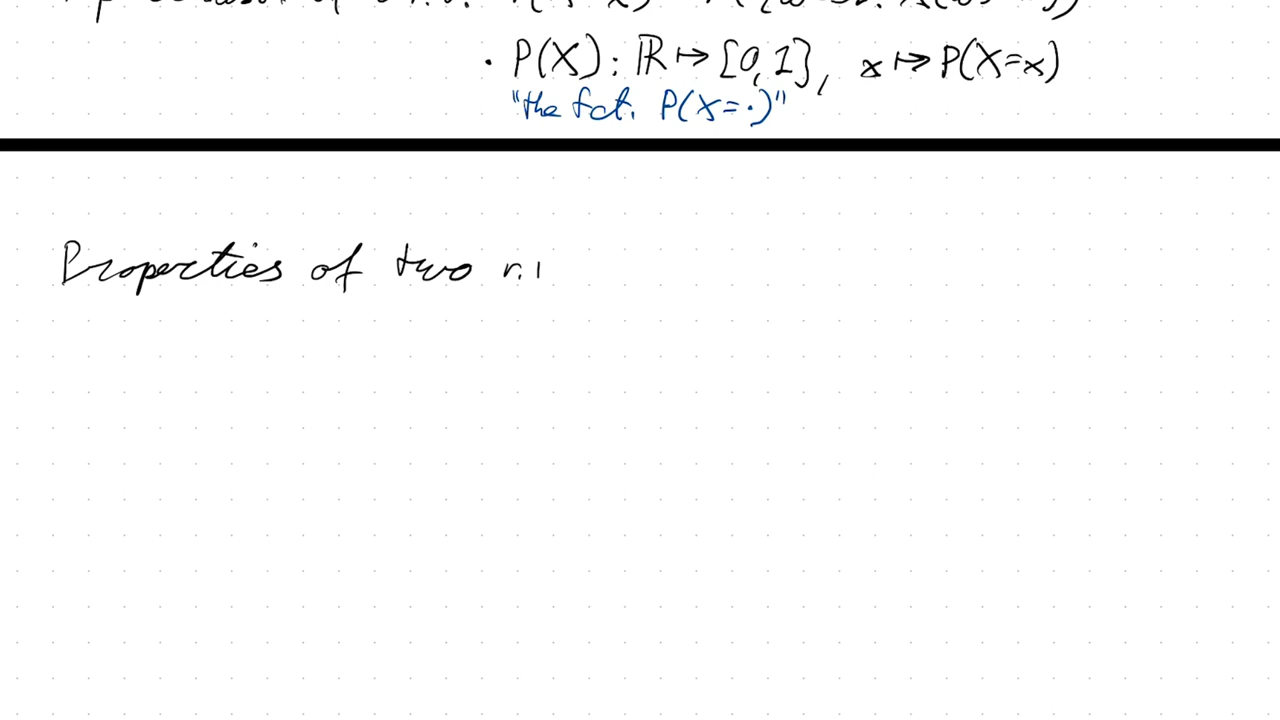 • P(X) : ℝ ↦ [0,1], x ↦ P(X=x)
"the fct. P(X=·)"
Properties of two r.